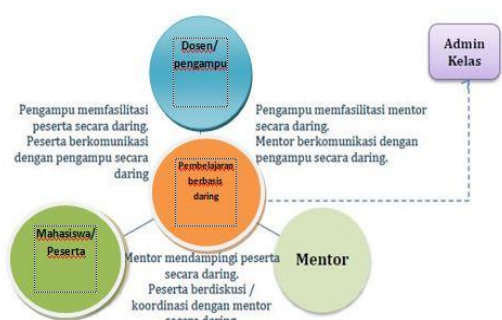 Dosen/
pengampu
Admin
Kelas
Pengampu memfasilitasi
peserta secara daring.
Peserta berkomunikasi
dengan pengampu secara
daring
Pengampu memfasilitasi mentor
secara daring.
Mentor berkomunikasi dengan
pengampu secara daring.
Pembelajaran
berbasis
daring
Mahasiswa/
Peserta
Mentor mendampingi peserta
secara daring.
Peserta berdiskusi /
koordinasi dengan mentor
secara daring
Mentor